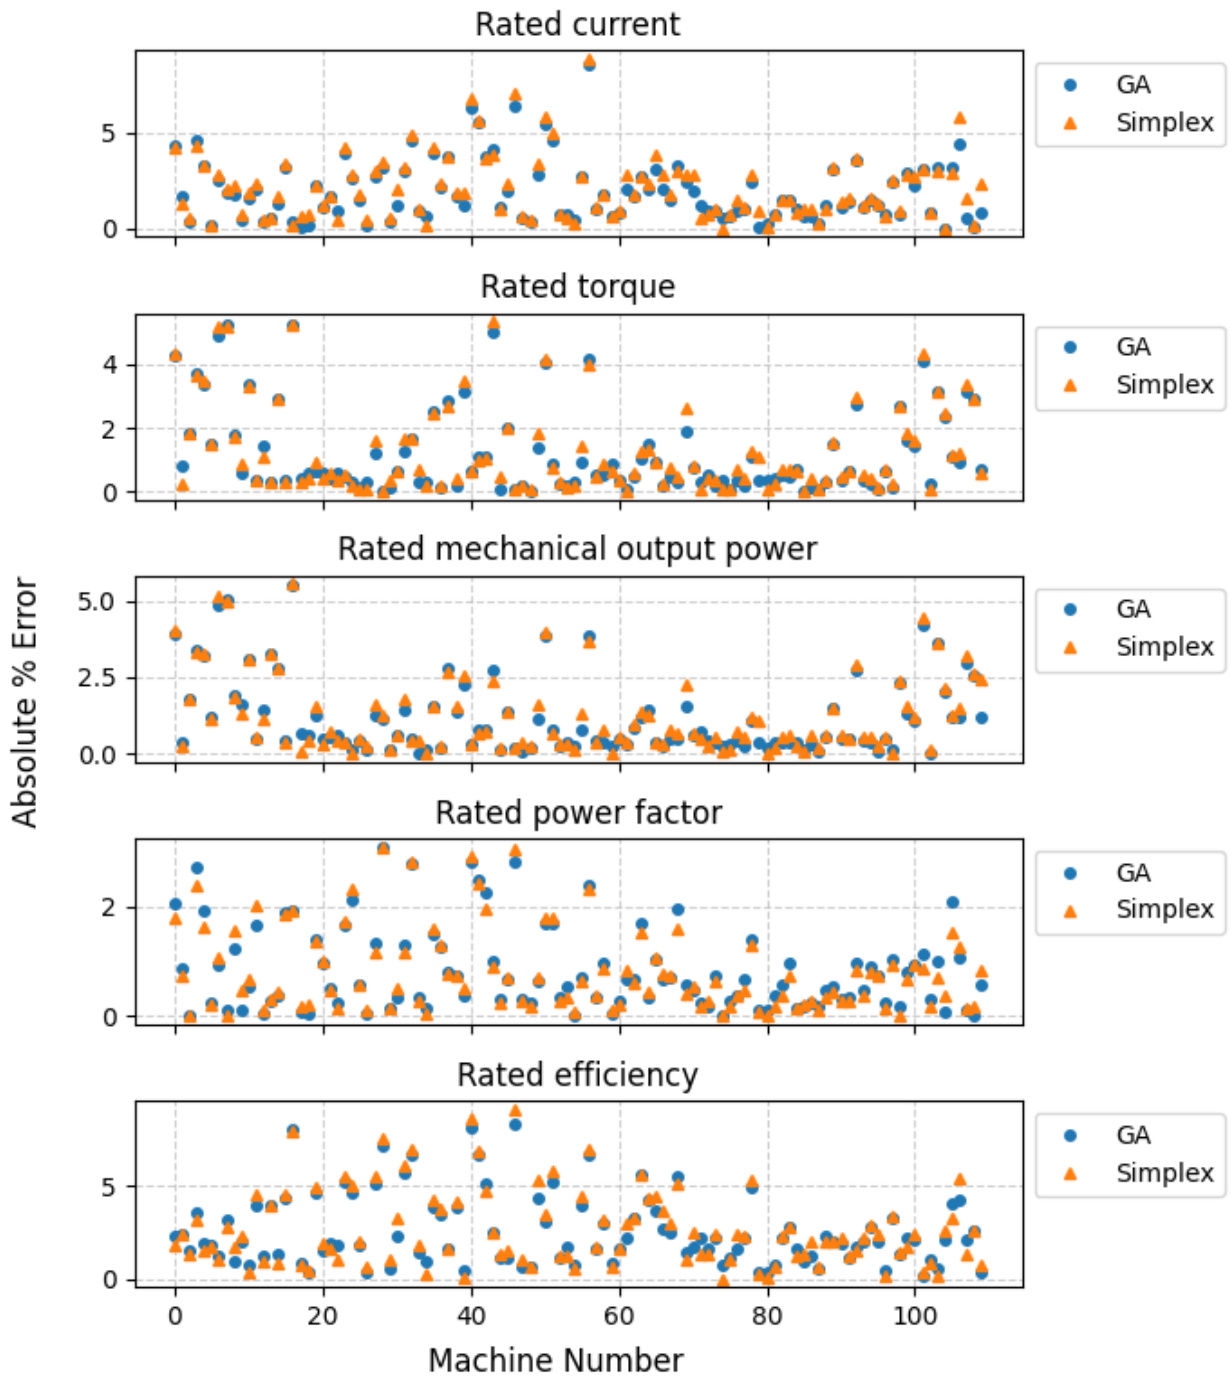 Rated current
5
0
GA
Simplex
Rated torque
4
2
0
GA
Simplex
Rated mechanical output power
5.0
2.5
0.0
GA
Simplex
Absolute % Error
Rated power factor
2
0
GA
Simplex
Rated efficiency
5
0
GA
Simplex
0 20 40 60 80 100
Machine Number